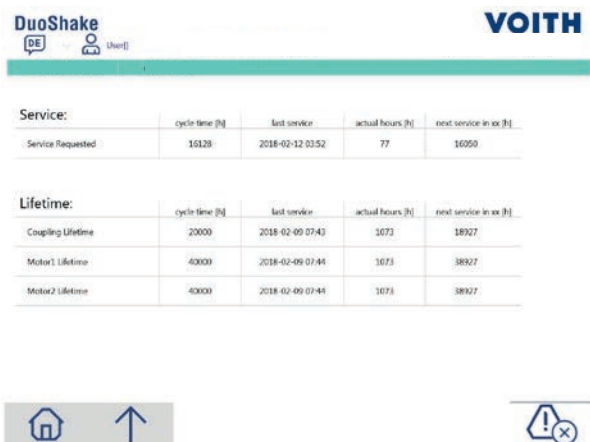 DuoShake
VOITH
DE
User[]
Service:
cycle time [h] last service actual hours [h] next service in xx [h]
Service Requested 16128 2018-02-12 03:52 77 16050
Lifetime:
cycle time [h] last service actual hours [h] next service in xx [h]
Coupling Lifetime 20000 2018-02-09 07:43 1073 18927
Motor1 Lifetime 40000 2018-02-09 07:44 1073 38927
Motor2 Lifetime 40000 2018-02-09 07:44 1073 38927